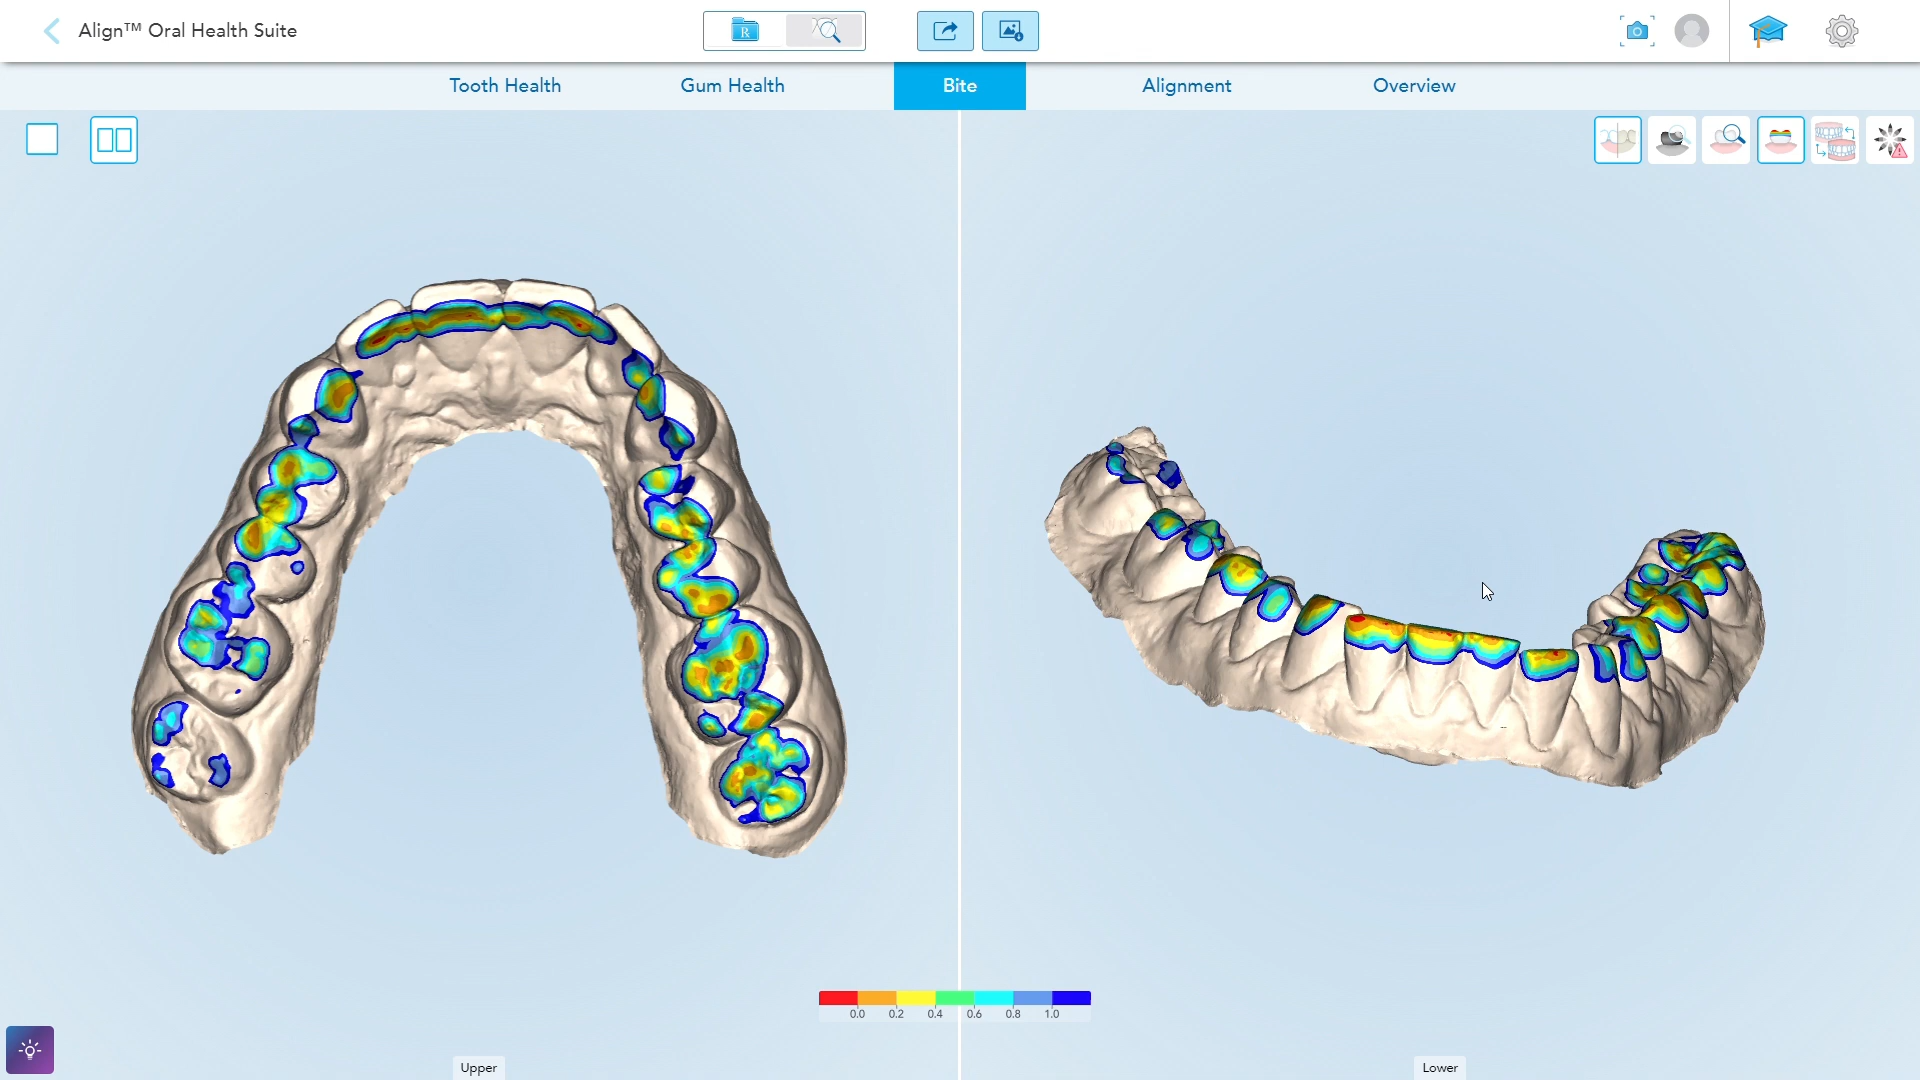 Align™ Oral Health Suite
R
Tooth Health
Gum Health
Bite
Alignment
Overview
0.0 0.2 0.4 0.6 0.8 1.0
Upper
Lower